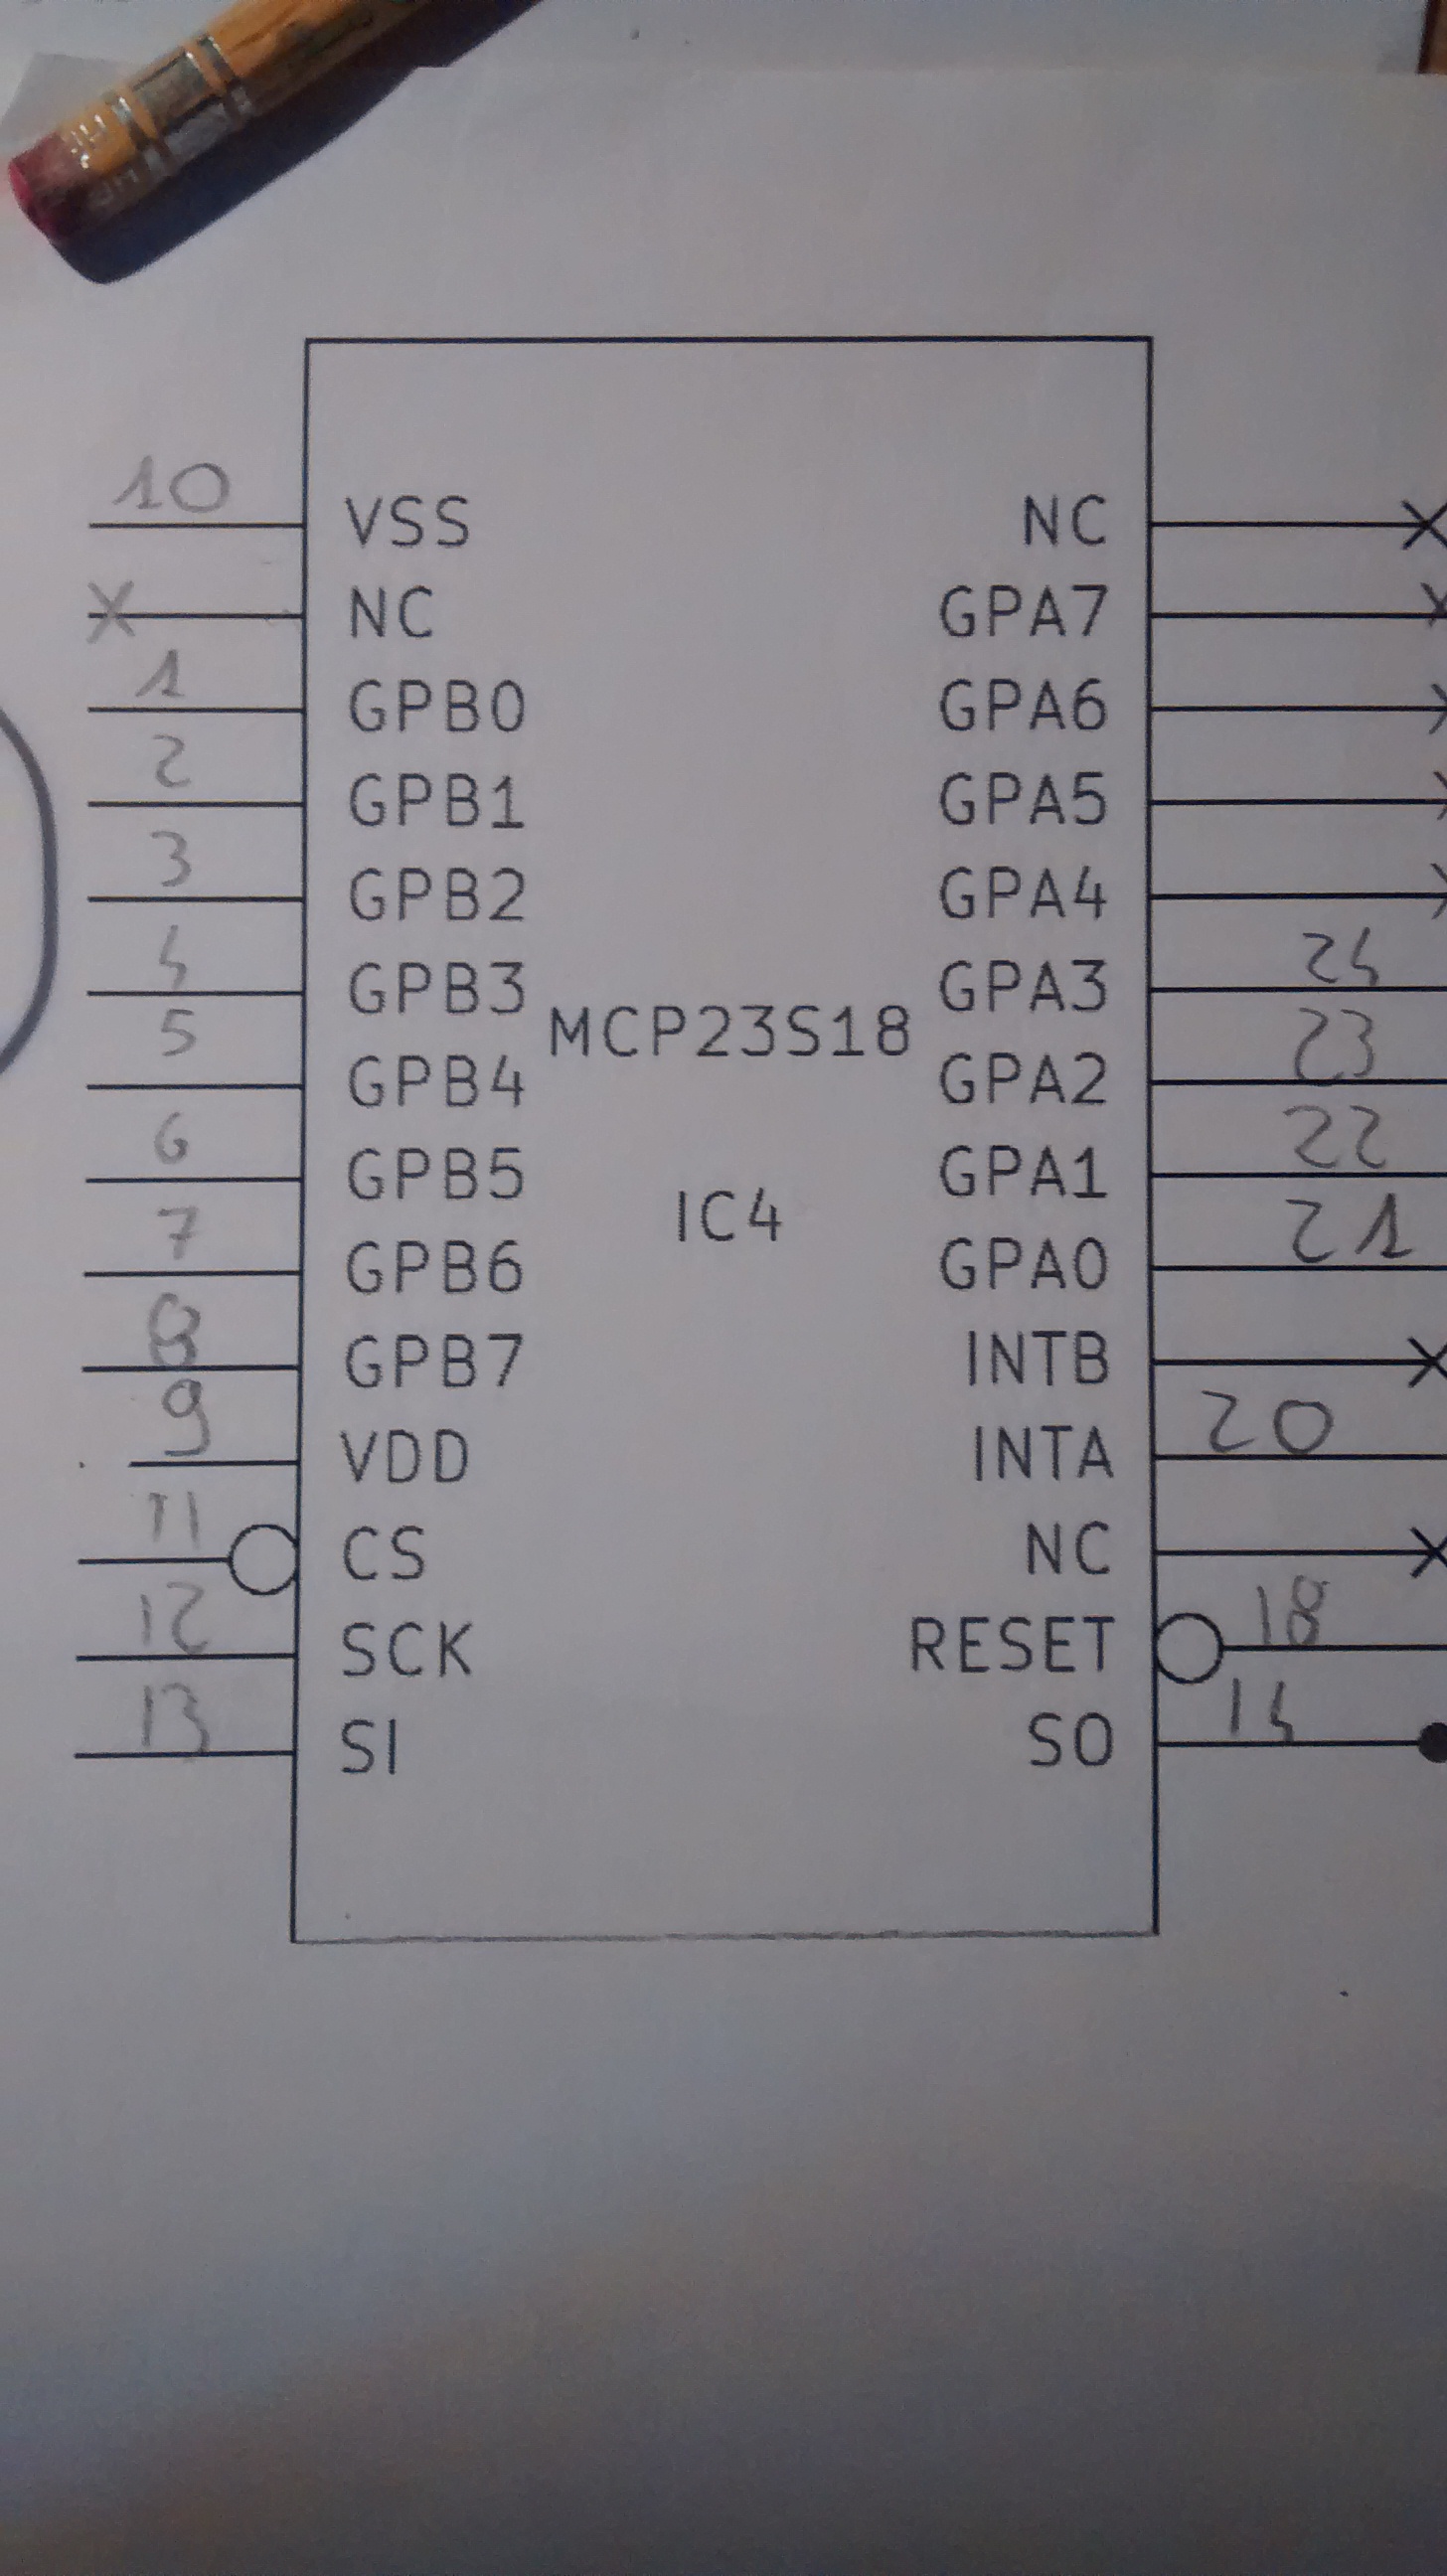 10
VSS NC
NC GPA7
1
GPB0 GPA6
2
GPB1 GPA5
3
GPB2 GPA4
4 24
GPB3 GPA3
MCP23S18
5 23
GPB4 GPA2
6 22
GPB5 GPA1
IC4
7 21
GPB6 GPA0
8
GPB7 INTB
9 20
VDD INTA
11
CS NC
12 18
SCK RESET
13 14
SI SO